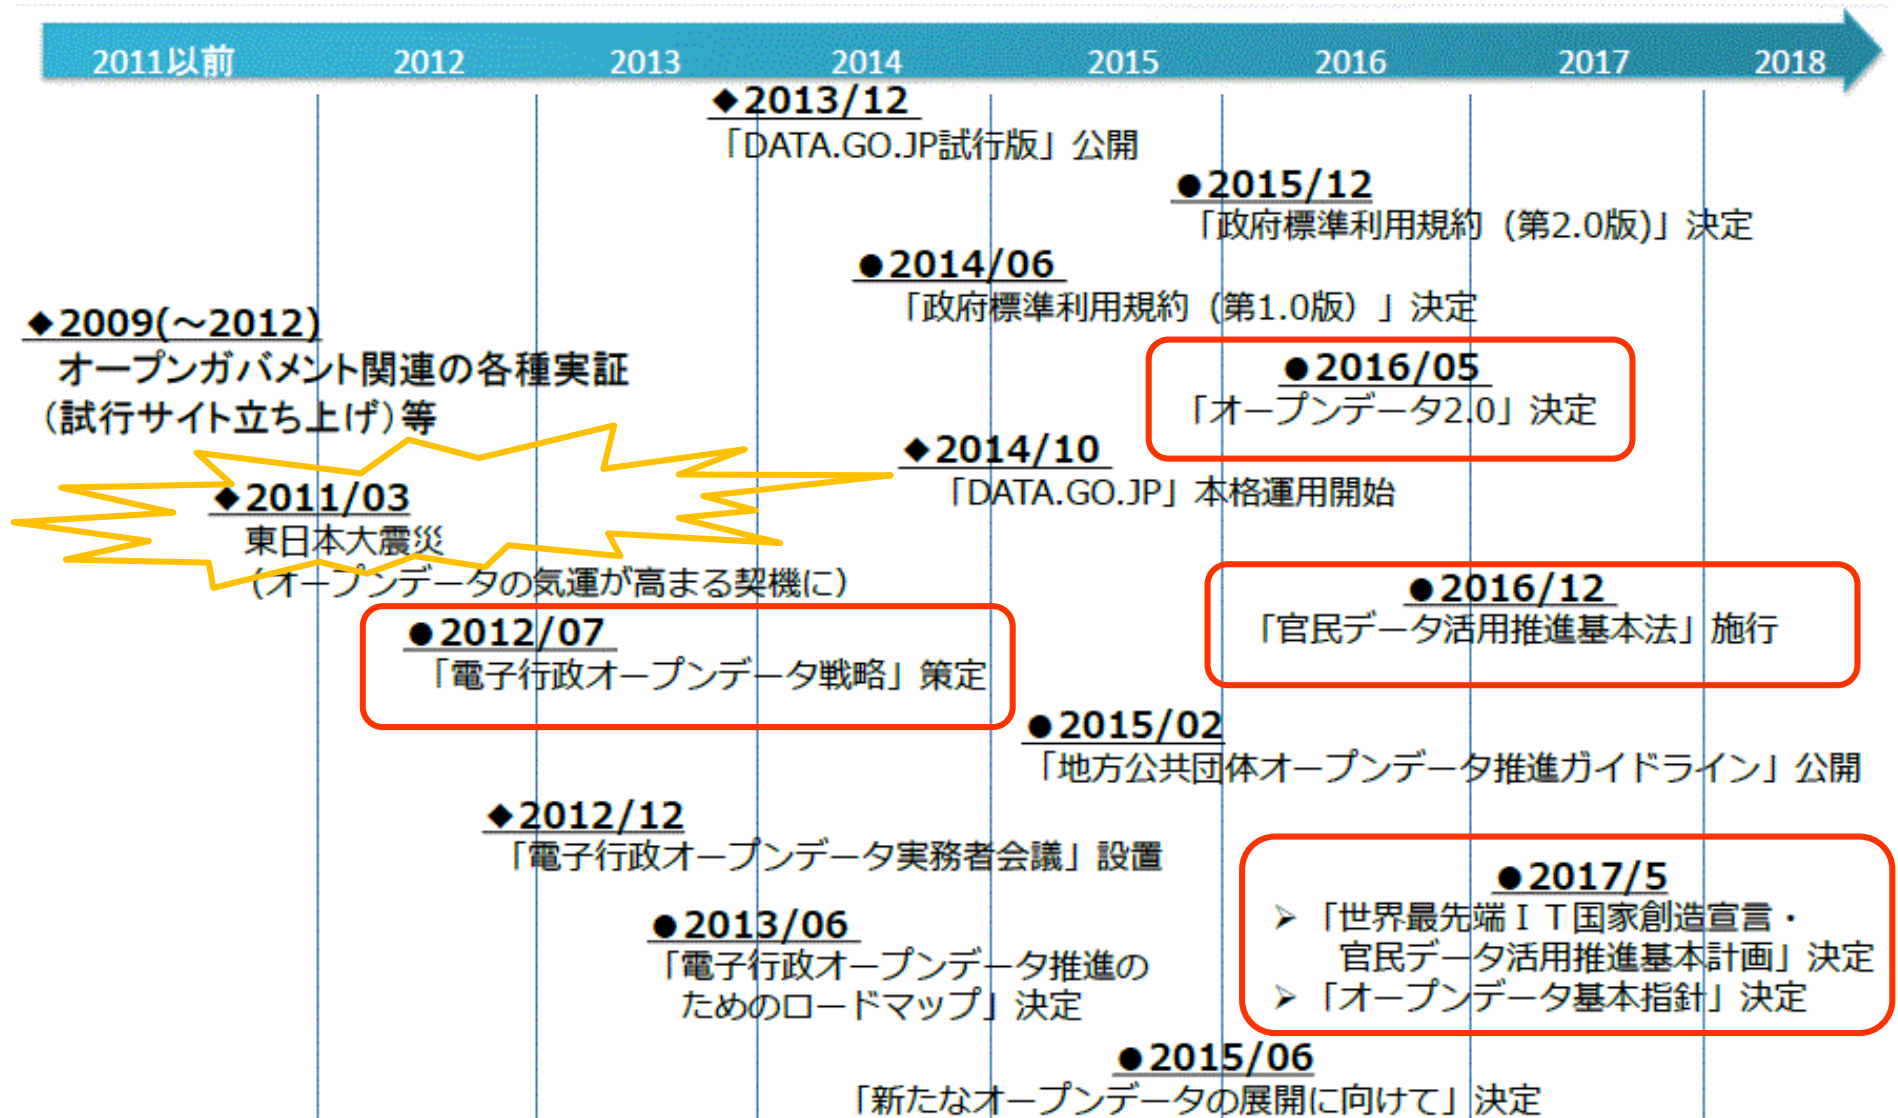 2011以前 2012 2013 2014 2015 2016 2017 2018
◆2013/12
「DATA.GO.JP試行版」公開
●2015/12
「政府標準利用規約（第2.0版)」決定
●2014/06
「政府標準利用規約（第1.0版）」決定
◆2009(～2012)
オープンガバメント関連の各種実証
（試行サイト立ち上げ）等
●2016/05
「オープンデータ2.0」決定
◆2014/10
「DATA.GO.JP」本格運用開始
◆2011/03
東日本大震災
（オープンデータの気運が高まる契機に）
●2016/12
「官民データ活用推進基本法」施行
●2012/07
「電子行政オープンデータ戦略」策定
●2015/02
「地方公共団体オープンデータ推進ガイドライン」公開
◆2012/12
「電子行政オープンデータ実務者会議」設置
●2017/5
➢ 「世界最先端ＩＴ国家創造宣言・
官民データ活用推進基本計画」決定
➢ 「オープンデータ基本指針」決定
●2013/06
「電子行政オープンデータ推進の
ためのロードマップ」決定
●2015/06
「新たなオープンデータの展開に向けて」決定